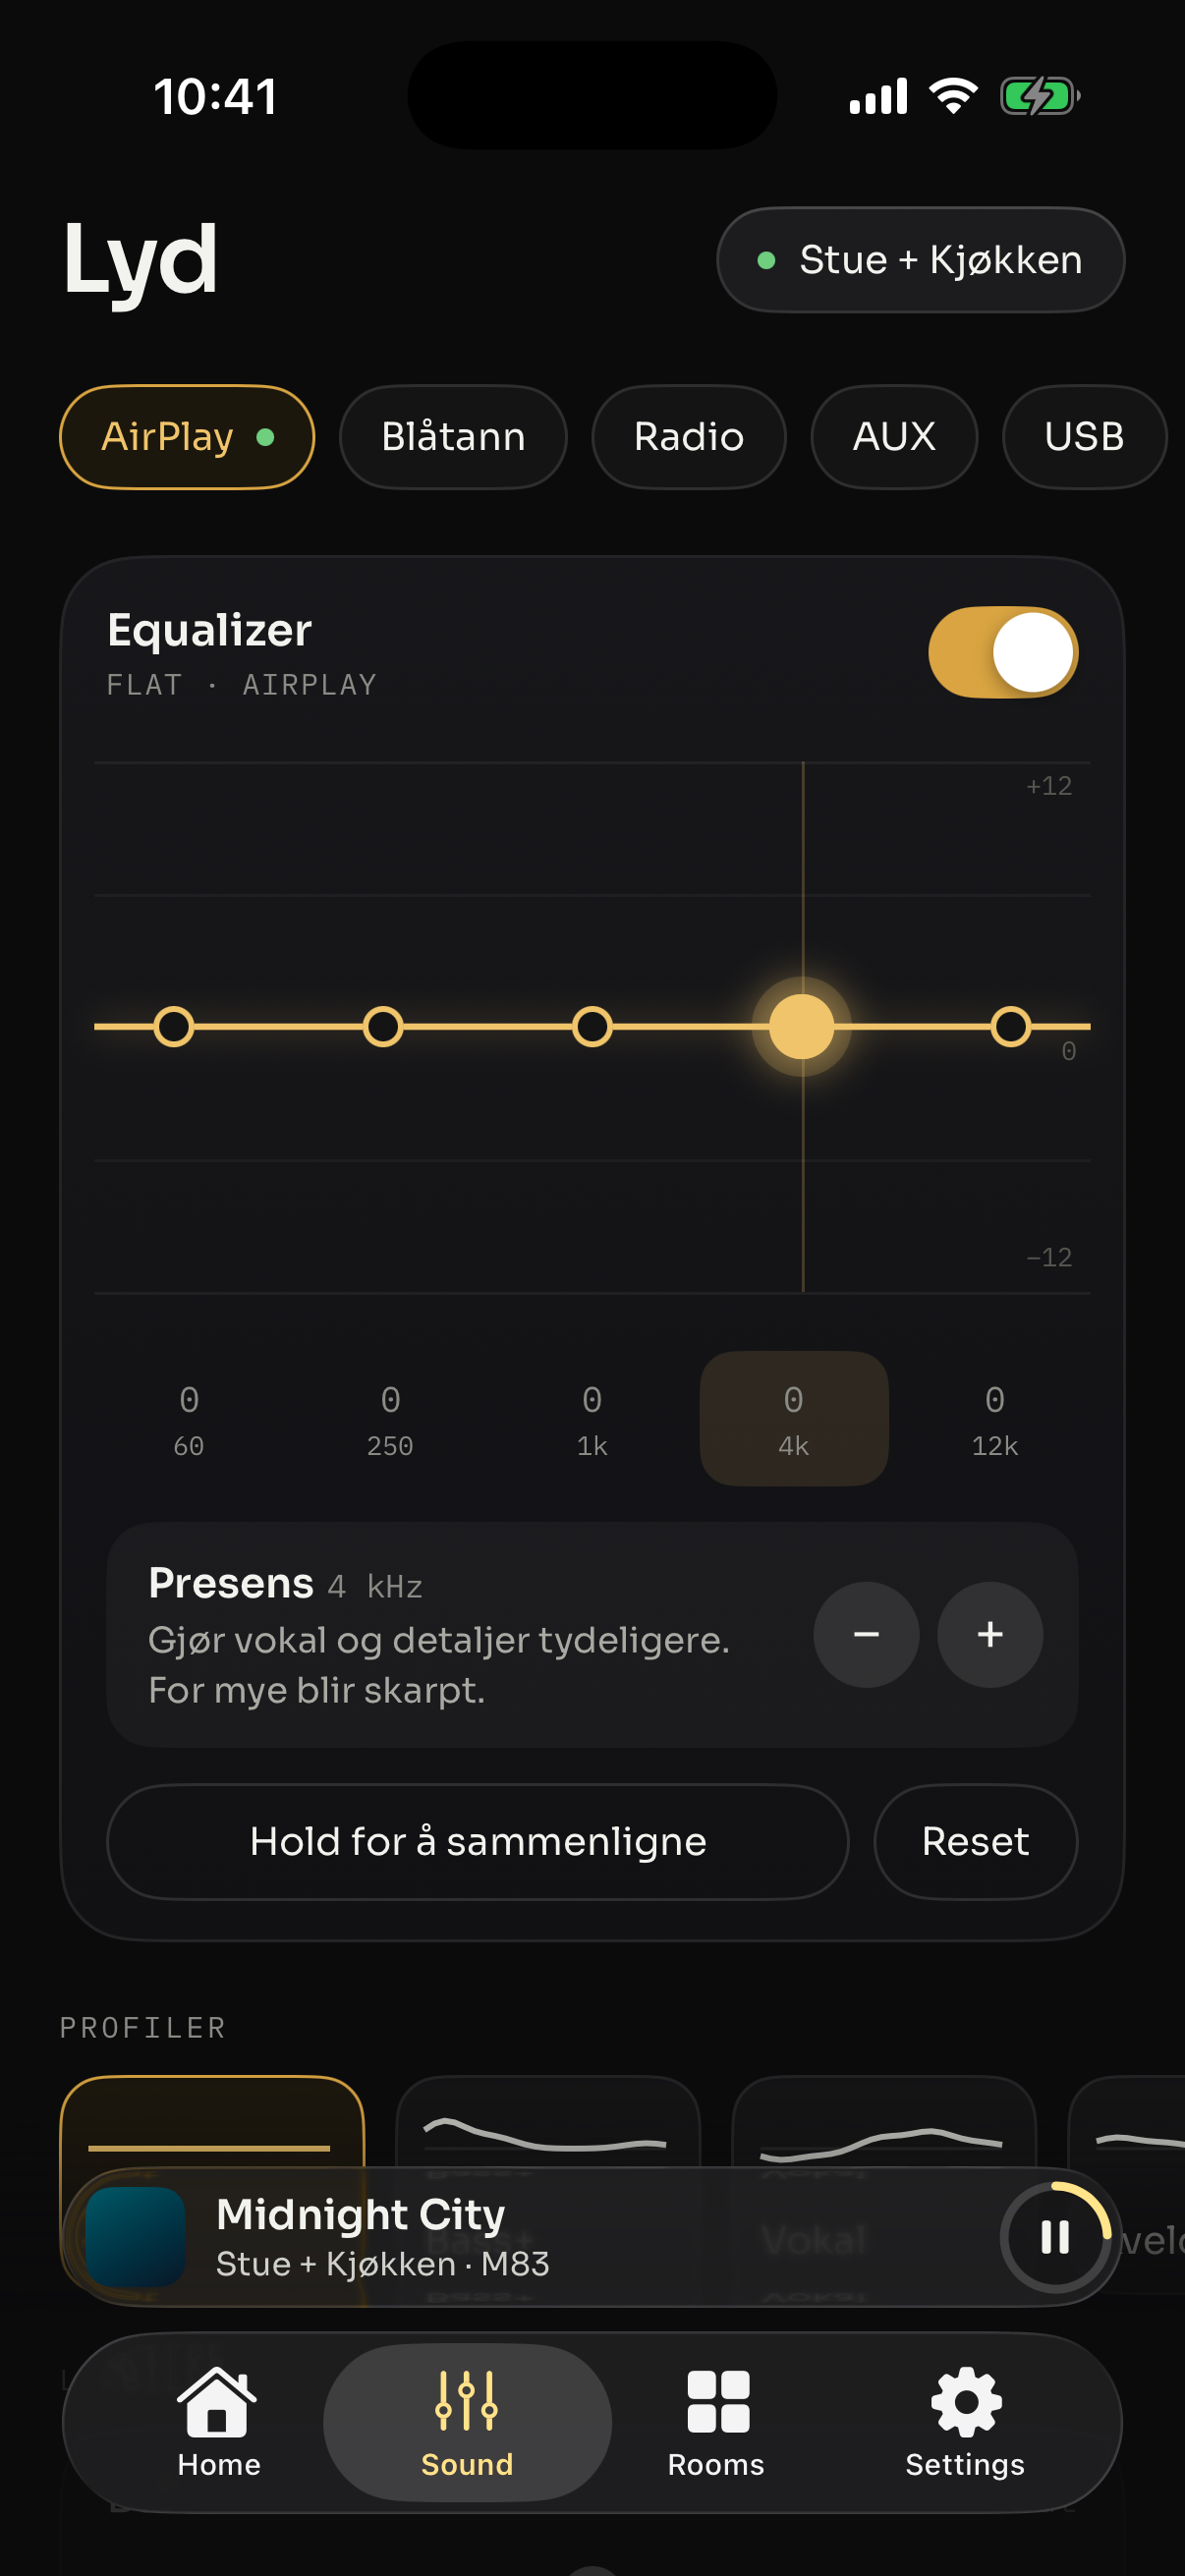 10:41
Lyd
Stue + Kjøkken
AirPlay
Blåtann
Radio
AUX
USB
Equalizer
FLAT · AIRPLAY
+12
0
−12
0
0
0
0
0
60
250
1k
4k
12k
Presens 4 kHz
Gjør vokal og detaljer tydeligere.
For mye blir skarpt.
−
+
Hold for å sammenligne
Reset
PROFILER
Bass+
Vokal
Midnight City
Stue + Kjøkken · M83
Home
Sound
Rooms
Settings